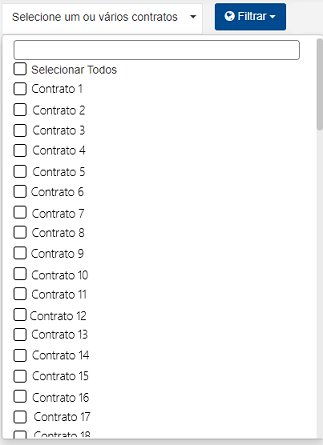 Selecione um ou vários contratos
Filtrar
Selecionar Todos
Contrato 1
Contrato 2
Contrato 3
Contrato 4
Contrato 5
Contrato 6
Contrato 7
Contrato 8
Contrato 9
Contrato 10
Contrato 11
Contrato 12
Contrato 13
Contrato 14
Contrato 15
Contrato 16
Contrato 17
Contrato 18